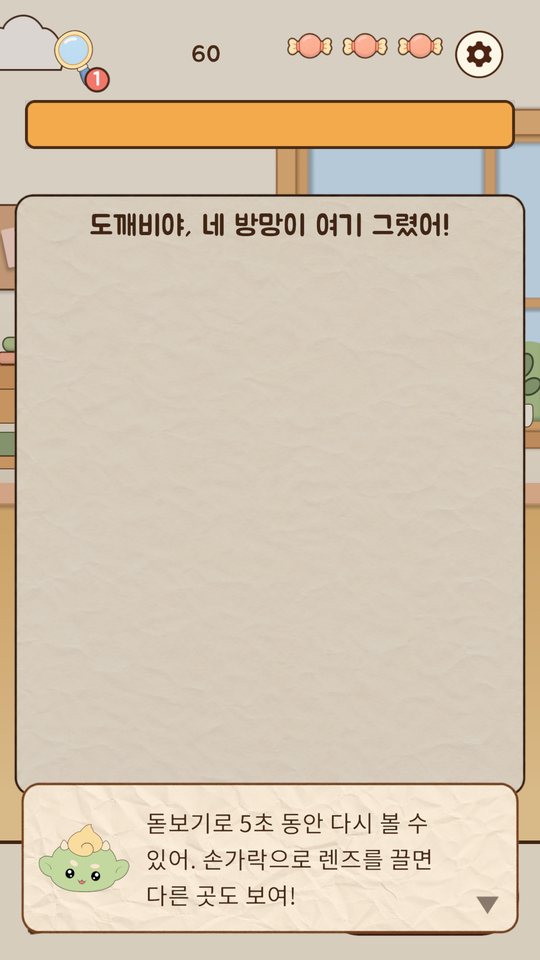 60
1
도깨비야, 네 방망이 여기 그렸어!
돋보기로 5초 동안 다시 볼 수
있어. 손가락으로 렌즈를 끌면
다른 곳도 보여!